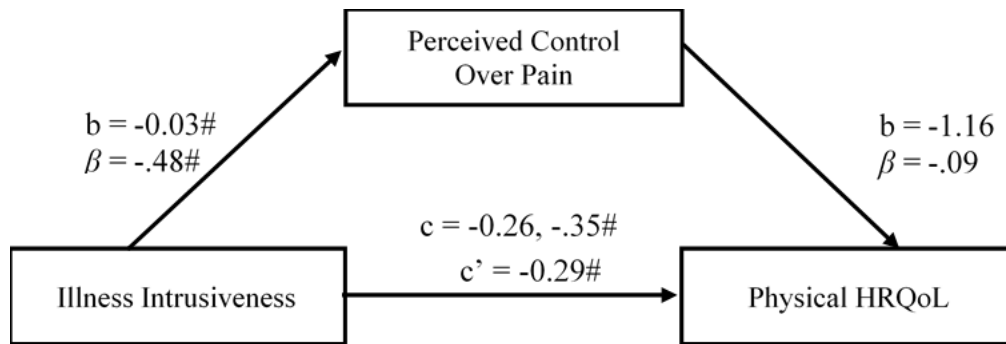 Perceived Control
Over Pain
b = -0.03#
β = -.48#
b = -1.16
β = -.09
c = -0.26, -.35#
c’ = -0.29#
Illness Intrusiveness
Physical HRQoL